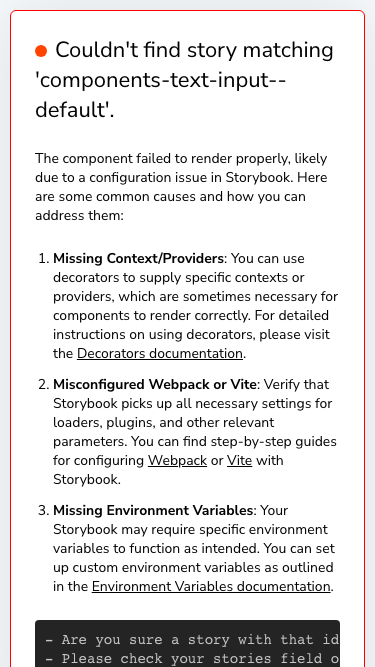 Couldn't find story matching
'components-text-input--
default'.
The component failed to render properly, likely
due to a configuration issue in Storybook. Here
are some common causes and how you can
address them:
1. Missing Context/Providers: You can use
decorators to supply specific contexts or
providers, which are sometimes necessary for
components to render correctly. For detailed
instructions on using decorators, please visit
the Decorators documentation.
2. Misconfigured Webpack or Vite: Verify that
Storybook picks up all necessary settings for
loaders, plugins, and other relevant
parameters. You can find step-by-step guides
for configuring Webpack or Vite with
Storybook.
3. Missing Environment Variables: Your
Storybook may require specific environment
variables to function as intended. You can set
up custom environment variables as outlined
in the Environment Variables documentation.
- Are you sure a story with that id
- Please check your stories field o